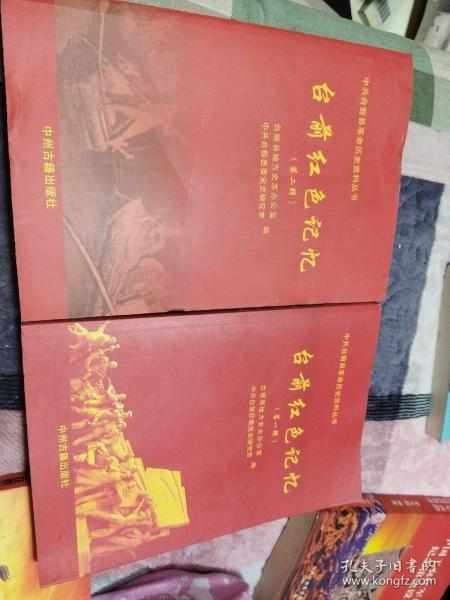 中共台前县革命历史资料丛书
台前红色记忆
（第二辑）
台前县地方史志办公室
中共台前县委党史研究室 编
中州古籍出版社
中共台前县革命历史资料丛书
台前红色记忆
（第一辑）
台前县地方史志办公室
中共台前县委党史研究室 编
中州古籍出版社
孔夫子旧书网
kongfz.com